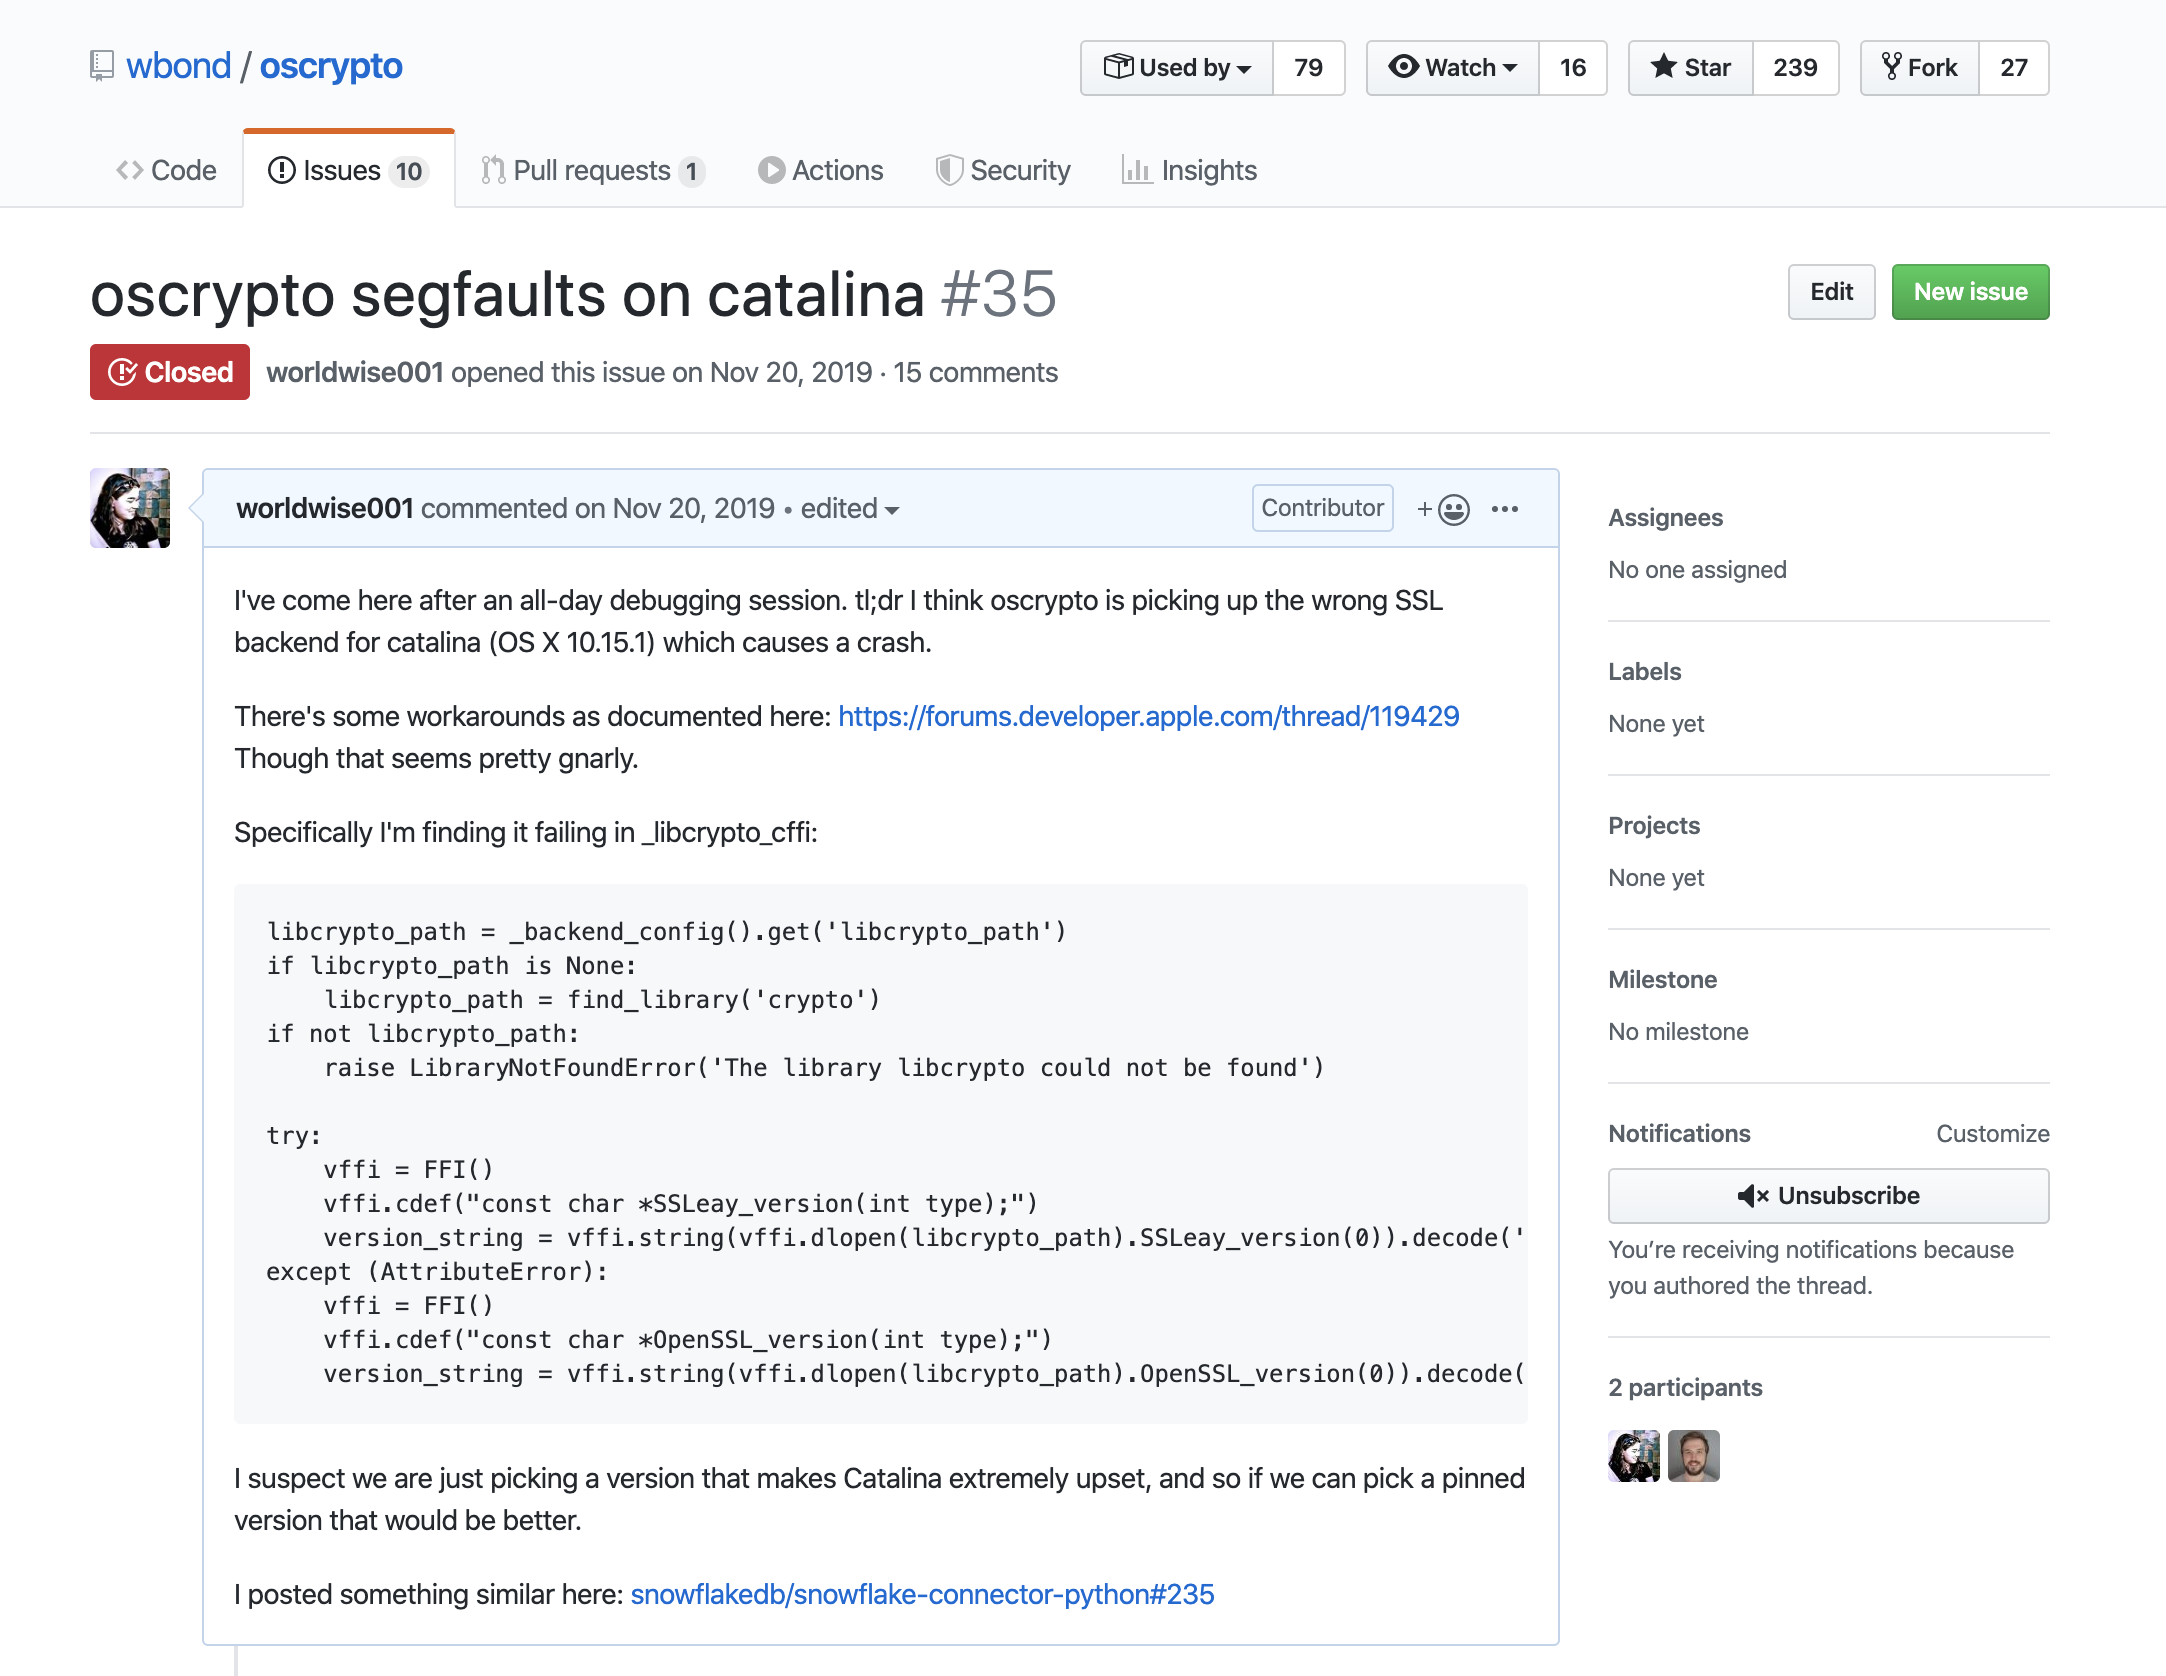 wbond / oscrypto
Used by 79
Watch 16
Star 239
Fork 27
Code
Issues 10
Pull requests 1
Actions
Security
Insights
oscrypto segfaults on catalina #35
Edit
New issue
Closed
worldwise001 opened this issue on Nov 20, 2019 · 15 comments
worldwise001 commented on Nov 20, 2019 • edited
Contributor
I've come here after an all-day debugging session. tl;dr I think oscrypto is picking up the wrong SSL
backend for catalina (OS X 10.15.1) which causes a crash.
There's some workarounds as documented here: https://forums.developer.apple.com/thread/119429
Though that seems pretty gnarly.
Specifically I'm finding it failing in _libcrypto_cffi:
libcrypto_path = _backend_config().get('libcrypto_path')
if libcrypto_path is None:
    libcrypto_path = find_library('crypto')
if not libcrypto_path:
    raise LibraryNotFoundError('The library libcrypto could not be found')
try:
    vffi = FFI()
    vffi.cdef("const char *SSLeay_version(int type);")
    version_string = vffi.string(vffi.dlopen(libcrypto_path).SSLeay_version(0)).decode('
except (AttributeError):
    vffi = FFI()
    vffi.cdef("const char *OpenSSL_version(int type);")
    version_string = vffi.string(vffi.dlopen(libcrypto_path).OpenSSL_version(0)).decode(
I suspect we are just picking a version that makes Catalina extremely upset, and so if we can pick a pinned
version that would be better.
I posted something similar here: snowflakedb/snowflake-connector-python#235
Assignees
No one assigned
Labels
None yet
Projects
None yet
Milestone
No milestone
Notifications
Customize
Unsubscribe
You’re receiving notifications because
you authored the thread.
2 participants